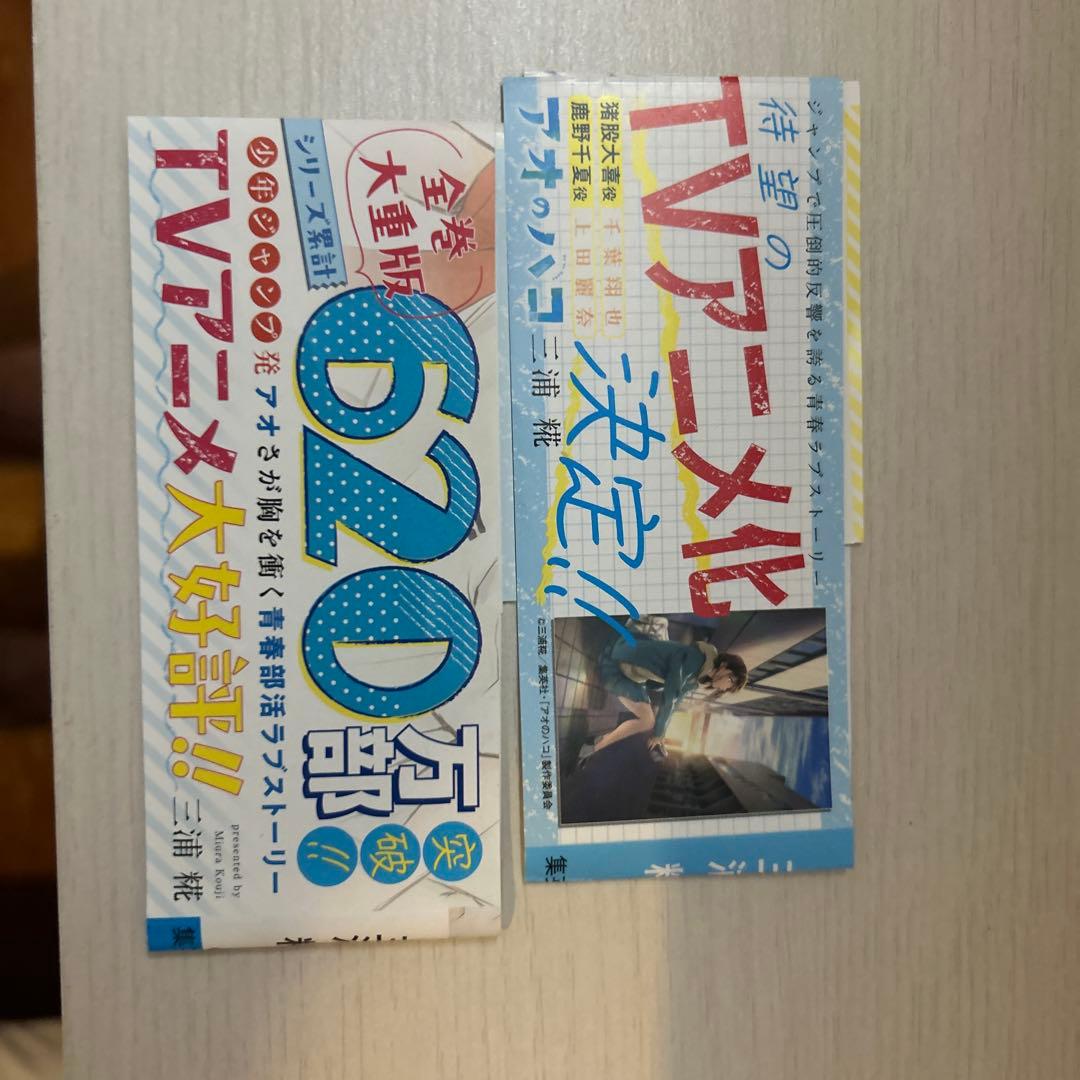 ジャンプで圧倒的反響を誇る青春ラブストーリー
待望の
TVアニメ化
決定!!
猪股大喜役 千葉翔也
鹿野千夏役 上田麗奈
アオのハコ 三浦 糀
©三浦糀/集英社・「アオのハコ」製作委員会
三浦
集英
全巻
大重版
シリーズ累計
620万部
突破!!
少年ジャンプ発 アオさが胸を衝く青春部活ラブストーリー
TVアニメ大好評!!
presented by
Miura Kouji
三浦 糀
集